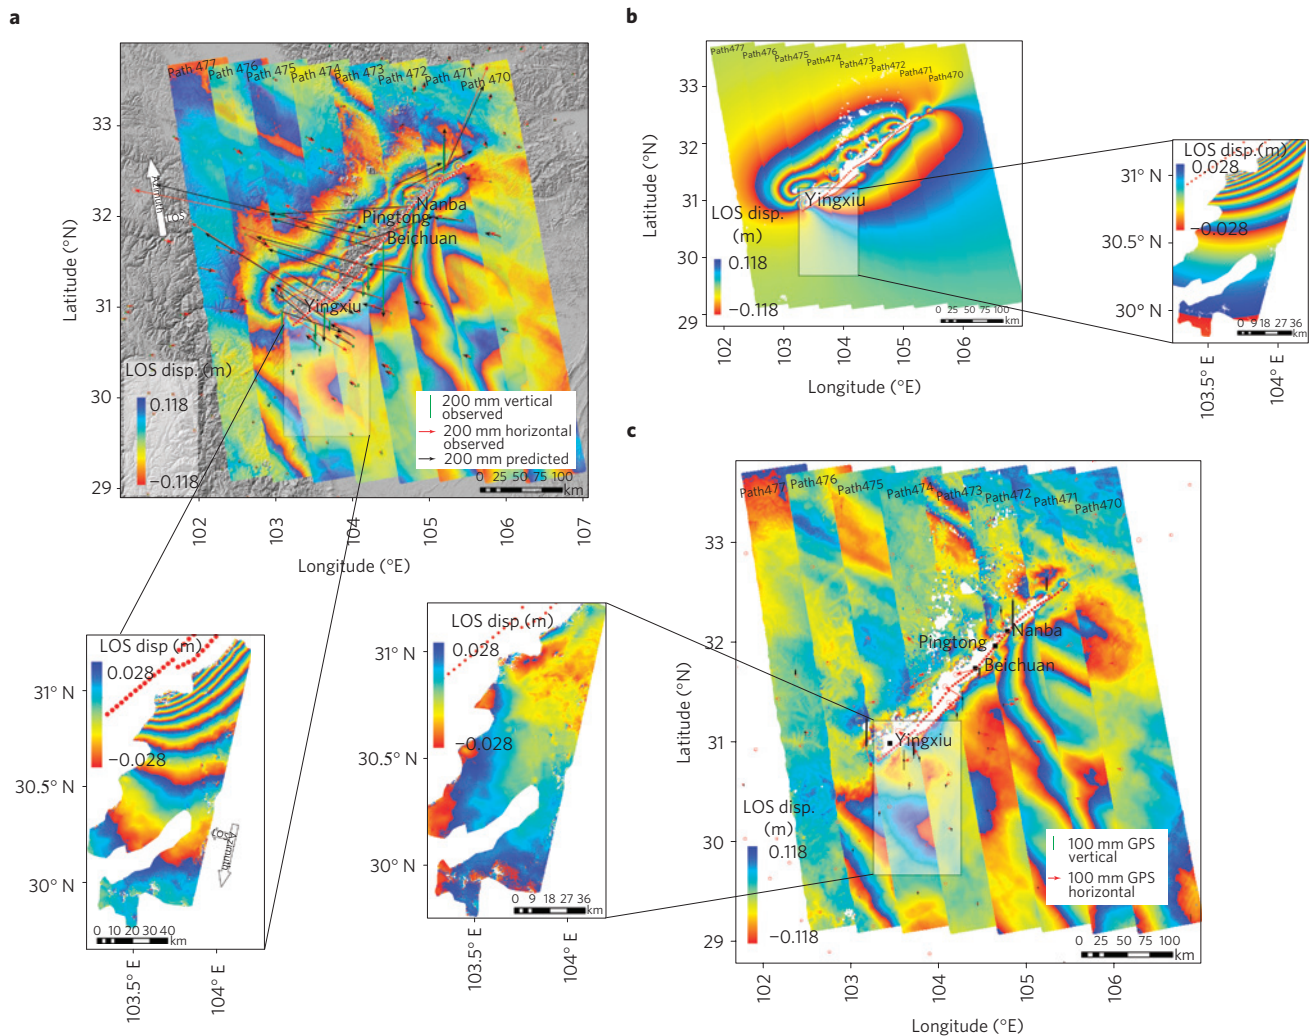 a
Path 477
Path 476
Path 475
Path 474
Path 473
Path 472
Path 471
Path 470
33
32
31
30
29
Latitude (°N)
Azimuth
LOS
Nanba
Pingtong
Beichuan
Yingxiu
LOS disp. (m)
0.118
−0.118
200 mm vertical
observed
200 mm horizontal
observed
200 mm predicted
0 25 50 75 100
km
102
103
104
105
106
107
Longitude (°E)
b
Path477
Path476
Path475
Path474
Path473
Path472
Path471
Path470
33
32
31
30
29
Latitude (°N)
Yingxiu
LOS disp.
(m)
0.118
−0.118
0 25 50 75 100
km
102
103
104
105
106
Longitude (°E)
LOS disp. (m)
0.028
−0.028
31° N
30.5° N
30° N
0 9 18 27 36
km
103.5° E
104° E
LOS disp (m)
0.028
−0.028
31° N
30.5° N
30° N
LOS
Azimuth
0 10 20 30 40
km
103.5° E
104° E
LOS disp (m)
0.028
−0.028
31° N
30.5° N
30° N
0 9 18 27 36
km
103.5° E
104° E
c
Path477
Path476
Path475
Path474
Path473
Path472
Path471
Path470
33
32
31
30
29
Latitude (°N)
Nanba
Pingtong
Beichuan
Yingxiu
LOS disp.
(m)
0.118
−0.118
100 mm GPS
vertical
100 mm GPS
horizontal
0 25 50 75 100
km
102
103
104
105
106
Longitude (°E)